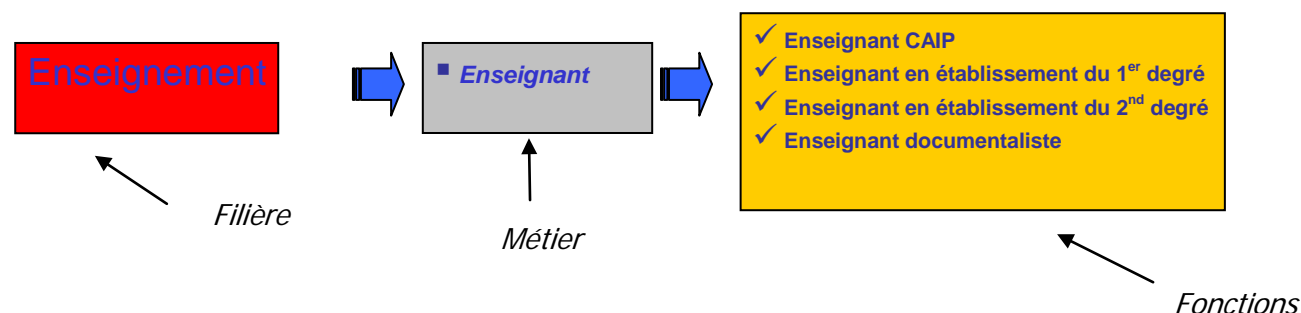 Enseignement
▪ Enseignant
✓ Enseignant CAIP
✓ Enseignant en établissement du 1er degré
✓ Enseignant en établissement du 2nd degré
✓ Enseignant documentaliste
Filière
Métier
Fonctions